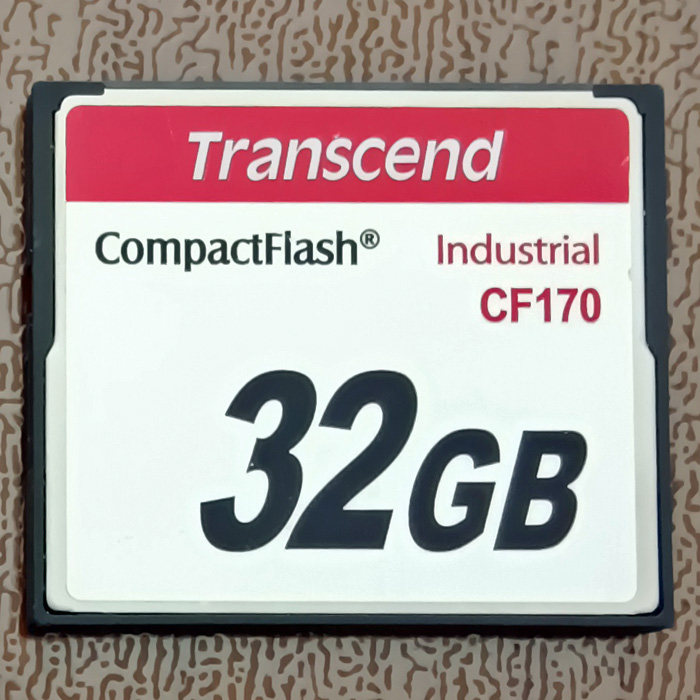 Transcend
CompactFlash® Industrial
CF170
32GB